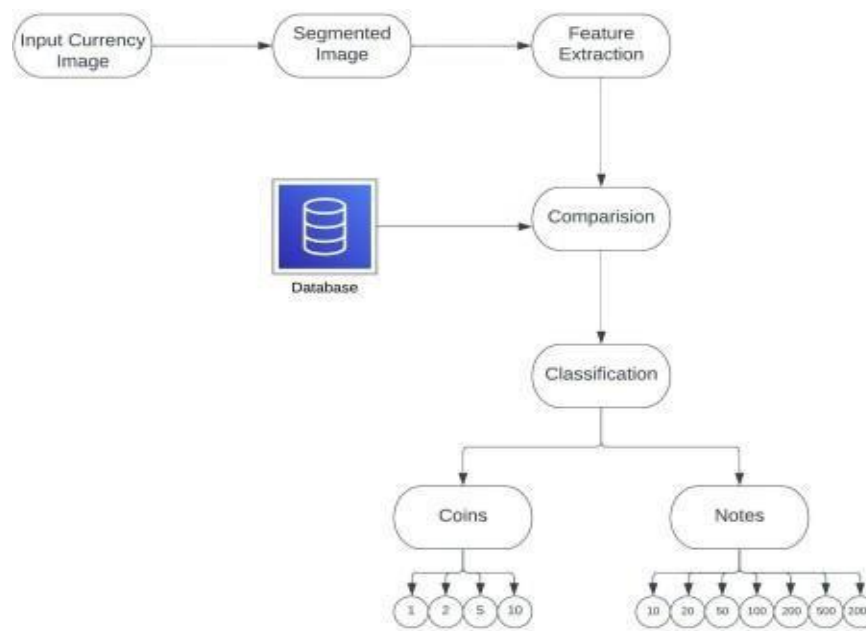 Input Currency
Image
Segmented
Image
Feature
Extraction
Comparision
Database
Classification
Coins
Notes
1 2 5 10
10 20 50 100 200 500 200